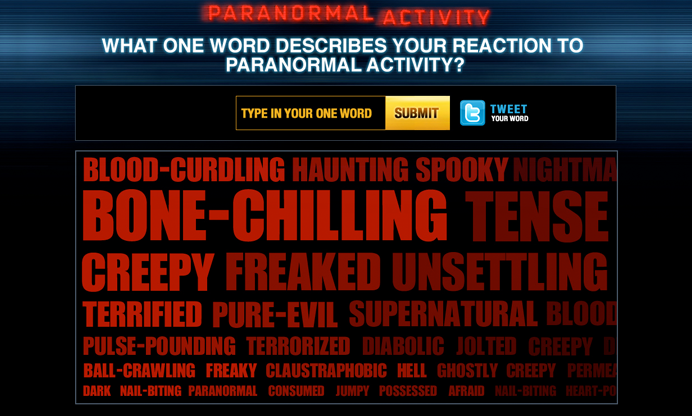 PARANORMAL ACTIVITY
WHAT ONE WORD DESCRIBES YOUR REACTION TO
PARANORMAL ACTIVITY?
TYPE IN YOUR ONE WORD SUBMIT TWEET
YOUR WORD
BLOOD-CURDLING HAUNTING SPOOKY NIGHTMA
BONE-CHILLING TENSE
CREEPY FREAKED UNSETTLING
TERRIFIED PURE-EVIL SUPERNATURAL BLOOD
PULSE-POUNDING TERRORIZED DIABOLIC JOLTED CREEPY D
BALL-CRAWLING FREAKY CLAUSTRAPHOBIC HELL GHOSTLY CREEPY PERMEA
DARK NAIL-BITING PARANORMAL CONSUMED JUMPY POSSESSED AFRAID NAIL-BITING HEART-PO